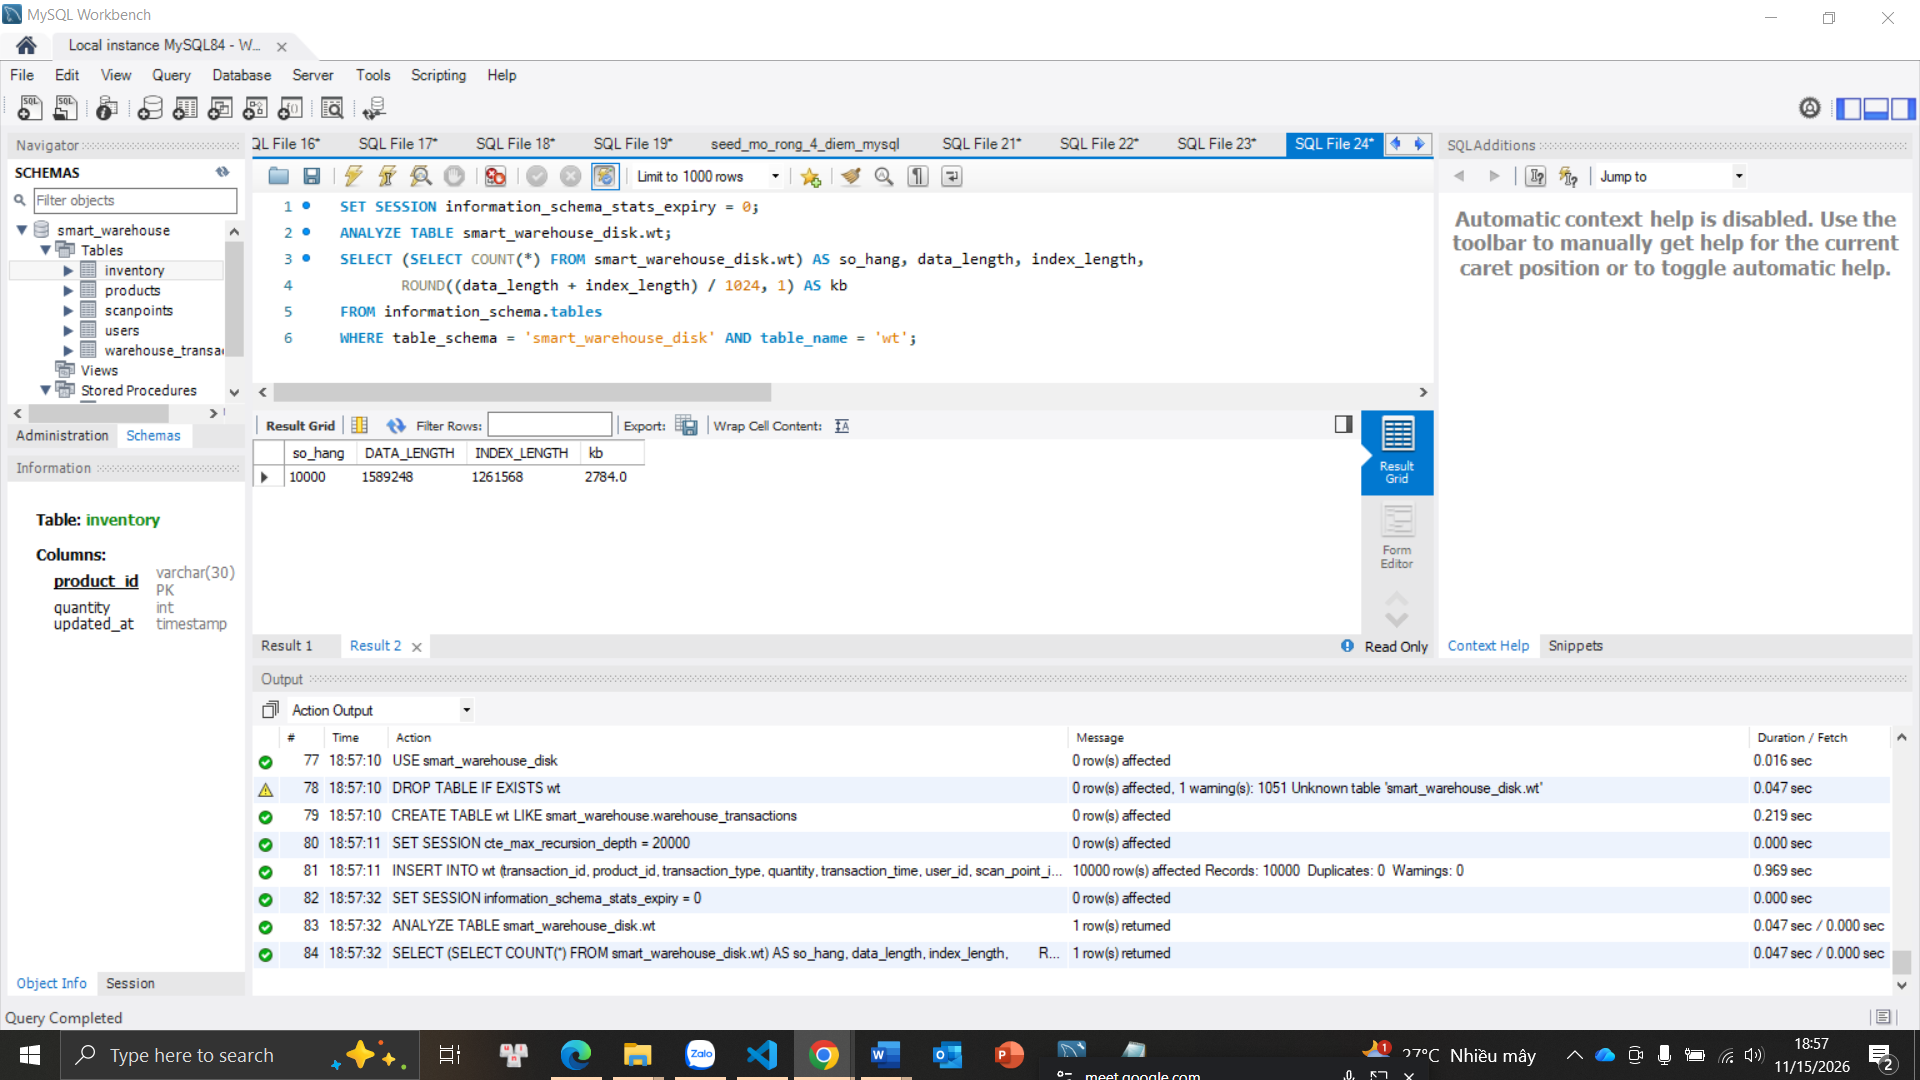 MySQL Workbench
Local instance MySQL84 - W...
File Edit View Query Database Server Tools Scripting Help
Navigator
SCHEMAS
Filter objects
smart_warehouse
Tables
inventory
products
scanpoints
users
warehouse_transa
Views
Stored Procedures
Administration Schemas
Information
Table: inventory
Columns:
product_id varchar(30) PK
quantity int
updated_at timestamp
Object Info Session
QL File 16* SQL File 17* SQL File 18* SQL File 19* seed_mo_rong_4_diem_mysql SQL File 21* SQL File 22* SQL File 23* SQL File 24*
Limit to 1000 rows
1 SET SESSION information_schema_stats_expiry = 0;
2 ANALYZE TABLE smart_warehouse_disk.wt;
3 SELECT (SELECT COUNT(*) FROM smart_warehouse_disk.wt) AS so_hang, data_length, index_length,
4 ROUND((data_length + index_length) / 1024, 1) AS kb
5 FROM information_schema.tables
6 WHERE table_schema = 'smart_warehouse_disk' AND table_name = 'wt';
Result Grid Filter Rows: Export: Wrap Cell Content:
so_hang DATA_LENGTH INDEX_LENGTH kb
10000 1589248 1261568 2784.0
Result Grid
Form Editor
Result 1 Result 2 Read Only
SQLAdditions
Jump to
Automatic context help is disabled. Use the
toolbar to manually get help for the current
caret position or to toggle automatic help.
Context Help Snippets
Output
Action Output
# Time Action Message Duration / Fetch
77 18:57:10 USE smart_warehouse_disk 0 row(s) affected 0.016 sec
78 18:57:10 DROP TABLE IF EXISTS wt 0 row(s) affected, 1 warning(s): 1051 Unknown table 'smart_warehouse_disk.wt' 0.047 sec
79 18:57:10 CREATE TABLE wt LIKE smart_warehouse.warehouse_transactions 0 row(s) affected 0.219 sec
80 18:57:11 SET SESSION cte_max_recursion_depth = 20000 0 row(s) affected 0.000 sec
81 18:57:11 INSERT INTO wt (transaction_id, product_id, transaction_type, quantity, transaction_time, user_id, scan_point_i... 10000 row(s) affected Records: 10000 Duplicates: 0 Warnings: 0 0.969 sec
82 18:57:32 SET SESSION information_schema_stats_expiry = 0 0 row(s) affected 0.000 sec
83 18:57:32 ANALYZE TABLE smart_warehouse_disk.wt 1 row(s) returned 0.047 sec / 0.000 sec
84 18:57:32 SELECT (SELECT COUNT(*) FROM smart_warehouse_disk.wt) AS so_hang, data_length, index_length, R... 1 row(s) returned 0.047 sec / 0.000 sec
Query Completed
Type here to search
Zalo
meet.google.com
1
27°C Nhiều mây
18:57
11/15/2026
2